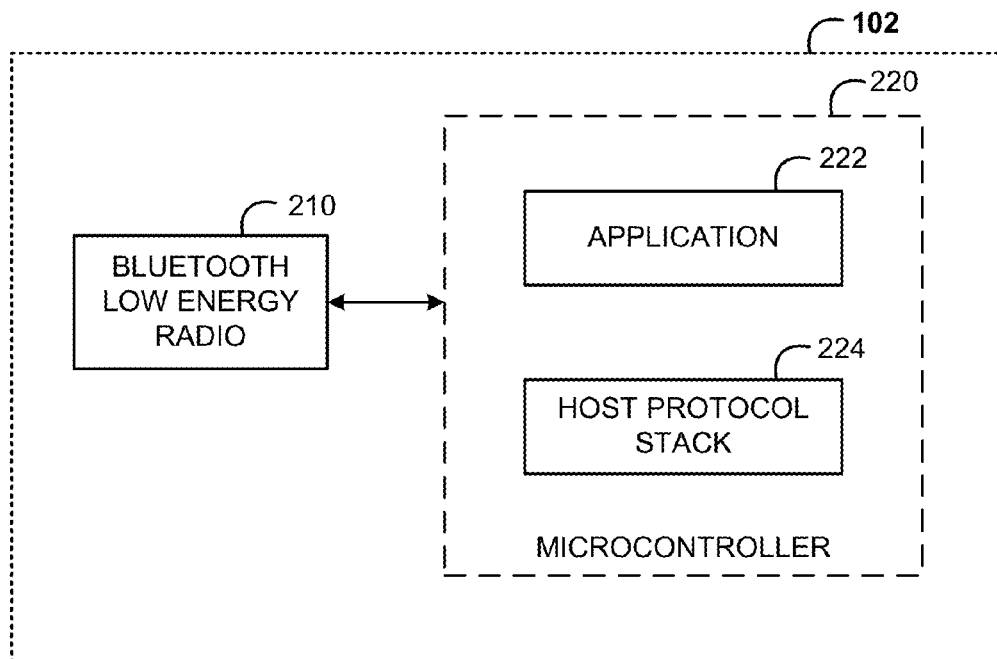 102
220
222
APPLICATION
210
BLUETOOTH
LOW ENERGY
RADIO
224
HOST PROTOCOL
STACK
MICROCONTROLLER